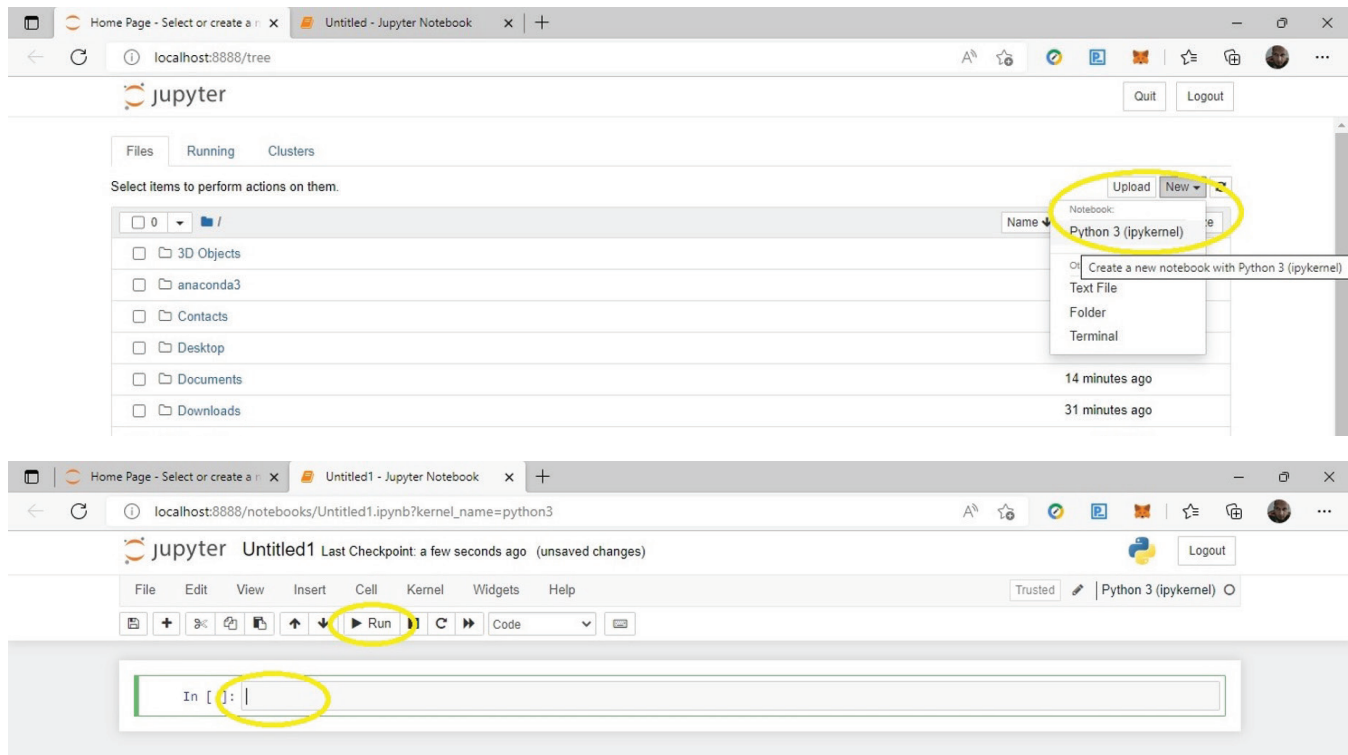 Home Page - Select or create a n
Untitled - Jupyter Notebook
localhost:8888/tree
jupyter
Quit
Logout
Files
Running
Clusters
Select items to perform actions on them.
Upload
New
0
/
Name
Notebook:
Python 3 (ipykernel)
Create a new notebook with Python 3 (ipykernel)
Text File
Folder
Terminal
3D Objects
anaconda3
Contacts
Desktop
Documents
14 minutes ago
Downloads
31 minutes ago
Home Page - Select or create a n
Untitled1 - Jupyter Notebook
localhost:8888/notebooks/Untitled1.ipynb?kernel_name=python3
jupyter Untitled1 Last Checkpoint: a few seconds ago (unsaved changes)
Logout
File Edit View Insert Cell Kernel Widgets Help
Trusted
Python 3 (ipykernel)
Run
Code
In [ ]: